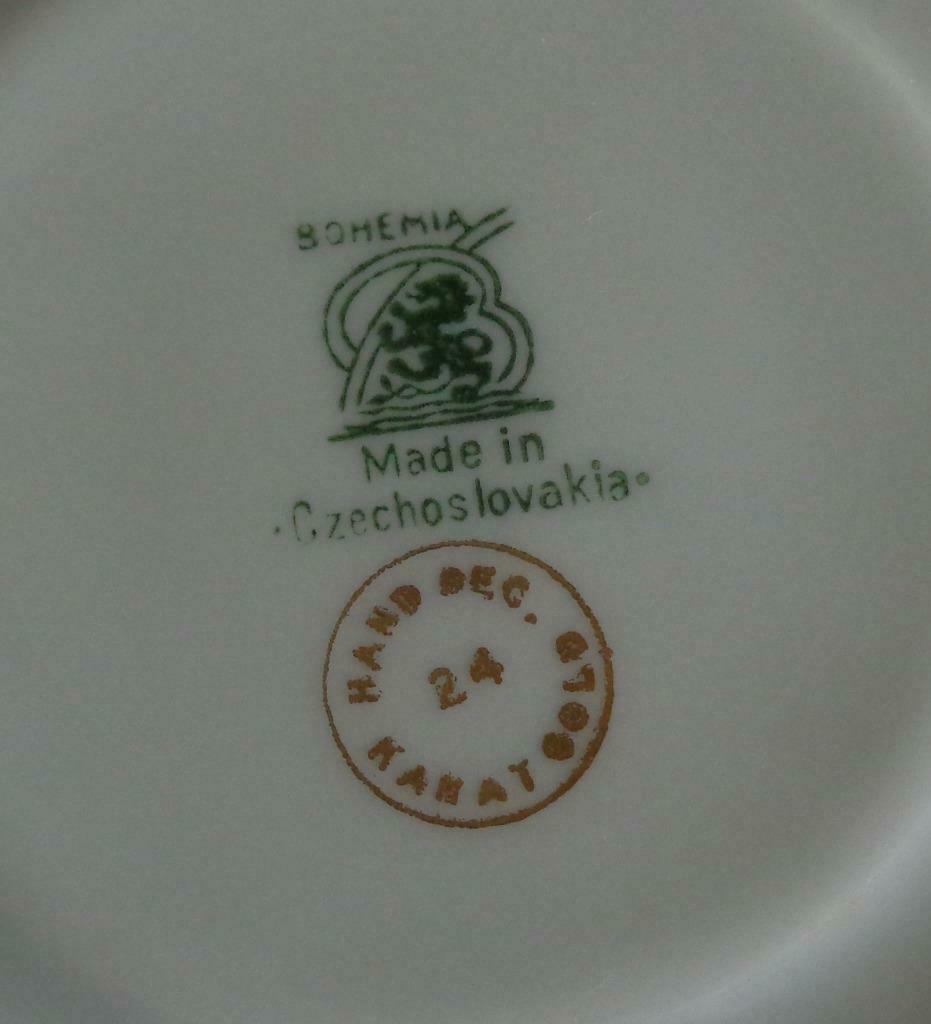 BOHEMIA
Made in
·Czechoslovakia·
HAND DEC.
24
KARAT GOLD